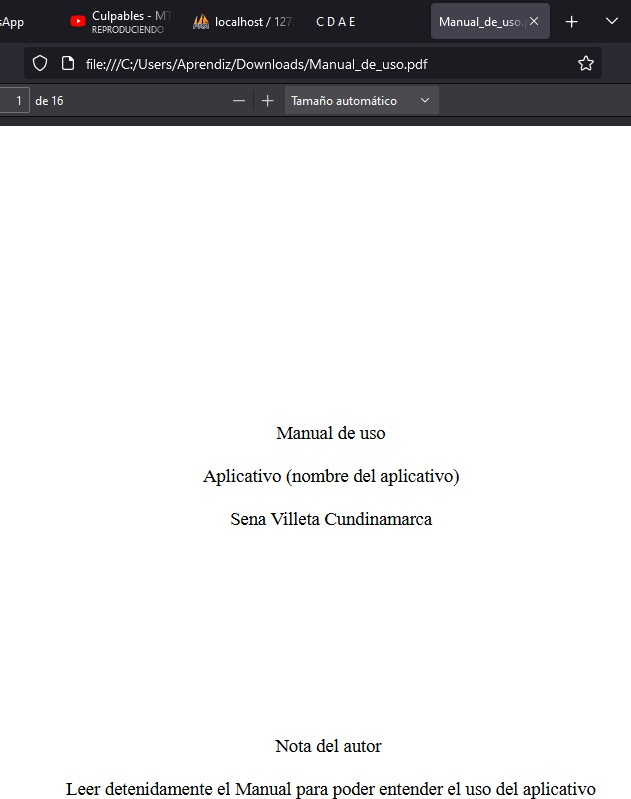 sApp
Culpables - MT
REPRODUCIENDO
localhost / 127.
C D A E
Manual_de_uso.
file:///C:/Users/Aprendiz/Downloads/Manual_de_uso.pdf
1 de 16
Tamaño automático
Manual de uso
Aplicativo (nombre del aplicativo)
Sena Villeta Cundinamarca
Nota del autor
Leer detenidamente el Manual para poder entender el uso del aplicativo